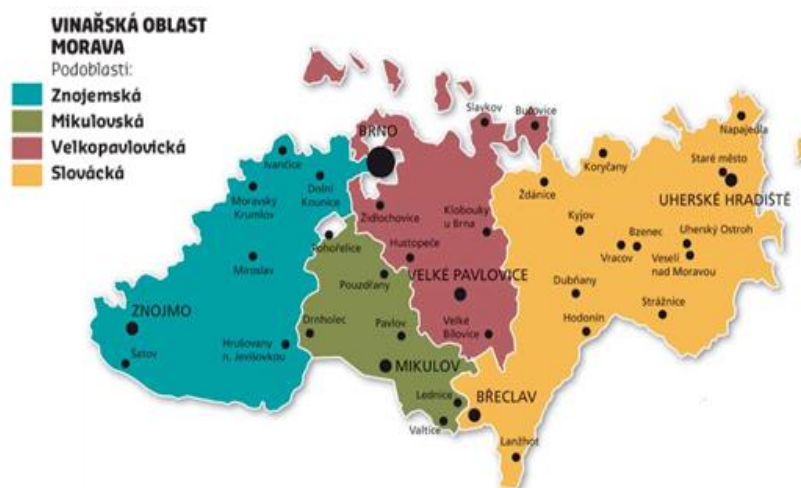 VINAŘSKÁ OBLAST
MORAVA
Podoblasti:
Znojemská
Mikulovská
Velkopavlovická
Slovácká
Slavkov
Bučovice
BRNO
Napajedla
Ivančice
Koryčany
Staré město
Dolní
Kounice
Ždánice
UHERSKÉ HRADIŠTĚ
Moravský
Krumlov
Židlochovice
Klobouky
u Brna
Kyjov
Pohořelice
Bzenec
Uherský Ostroh
Hustopeče
Miroslav
Vracov
Veselí
nad Moravou
Pouzdřany
VELKÉ PAVLOVICE
Dubňany
ZNOJMO
Strážnice
Drnholec
Pavlov
Velké
Bílovice
Hodonín
Hrušovany
n. Jevišovkou
Šatov
MIKULOV
Lednice
BŘECLAV
Valtice
Lanžhot